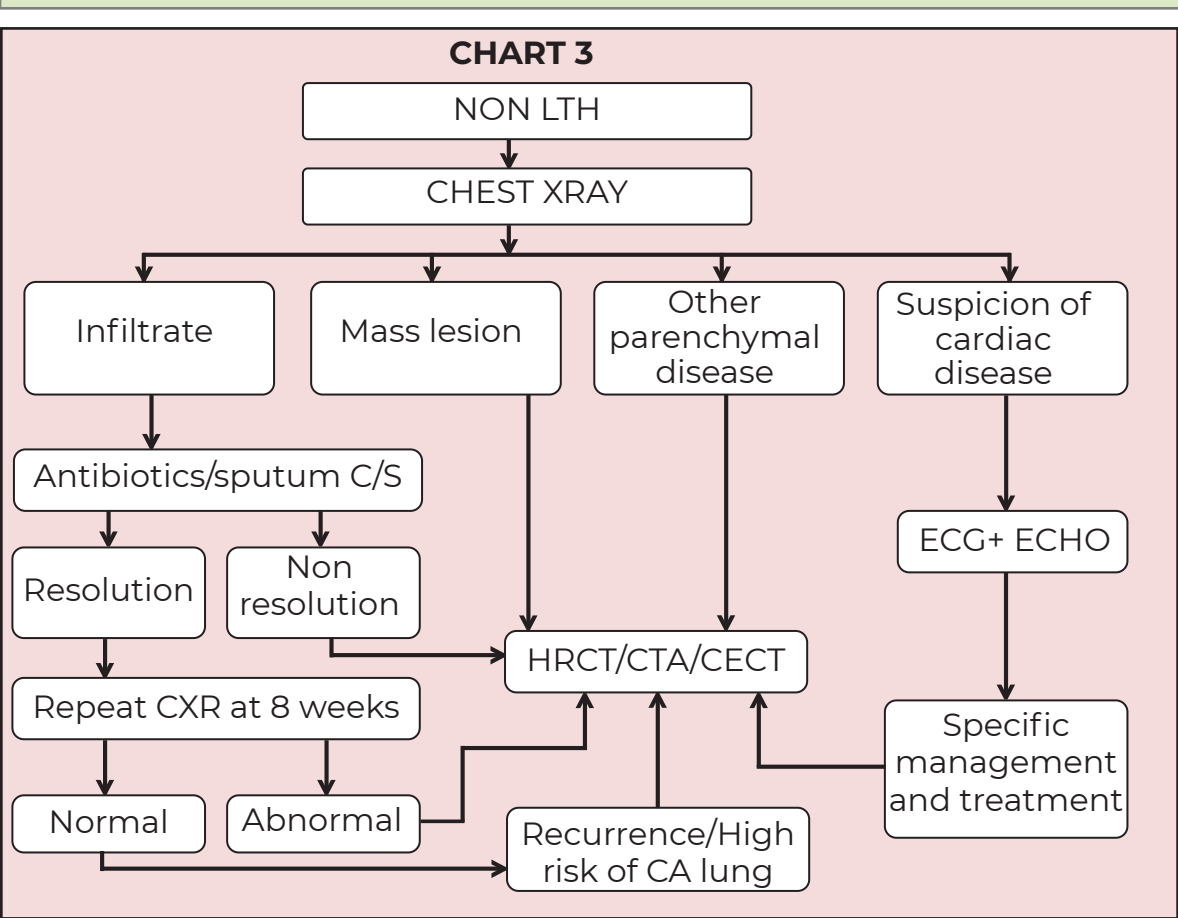 CHART 3
NON LTH
CHEST XRAY
Infiltrate
Mass lesion
Other
parenchymal
disease
Suspicion of
cardiac
disease
Antibiotics/sputum C/S
Resolution
Non
resolution
ECG+ ECHO
HRCT/CTA/CECT
Repeat CXR at 8 weeks
Specific
management
and treatment
Normal
Abnormal
Recurrence/High
risk of CA lung